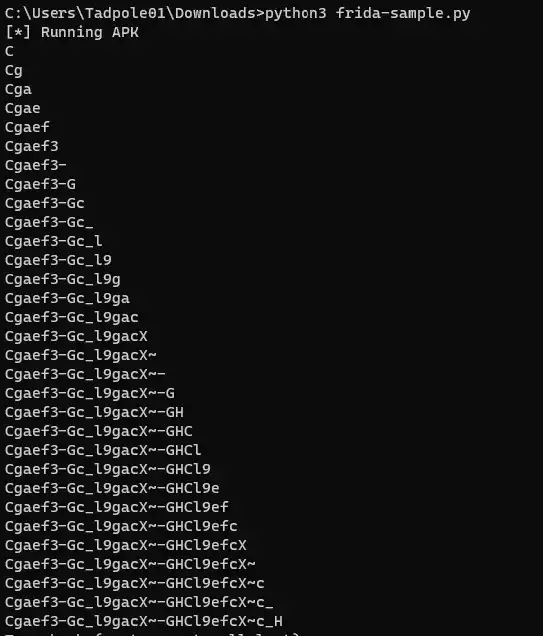 C:\Users\Tadpole01\Downloads>python3 frida-sample.py
[*] Running APK
C
Cg
Cga
Cgae
Cgaef
Cgaef3
Cgaef3-
Cgaef3-G
Cgaef3-Gc
Cgaef3-Gc_
Cgaef3-Gc_l
Cgaef3-Gc_l9
Cgaef3-Gc_l9g
Cgaef3-Gc_l9ga
Cgaef3-Gc_l9gac
Cgaef3-Gc_l9gacX
Cgaef3-Gc_l9gacX~
Cgaef3-Gc_l9gacX~-
Cgaef3-Gc_l9gacX~-G
Cgaef3-Gc_l9gacX~-GH
Cgaef3-Gc_l9gacX~-GHC
Cgaef3-Gc_l9gacX~-GHCl
Cgaef3-Gc_l9gacX~-GHCl9
Cgaef3-Gc_l9gacX~-GHCl9e
Cgaef3-Gc_l9gacX~-GHCl9ef
Cgaef3-Gc_l9gacX~-GHCl9efc
Cgaef3-Gc_l9gacX~-GHCl9efcX
Cgaef3-Gc_l9gacX~-GHCl9efcX~
Cgaef3-Gc_l9gacX~-GHCl9efcX~c
Cgaef3-Gc_l9gacX~-GHCl9efcX~c_
Cgaef3-Gc_l9gacX~-GHCl9efcX~c_H